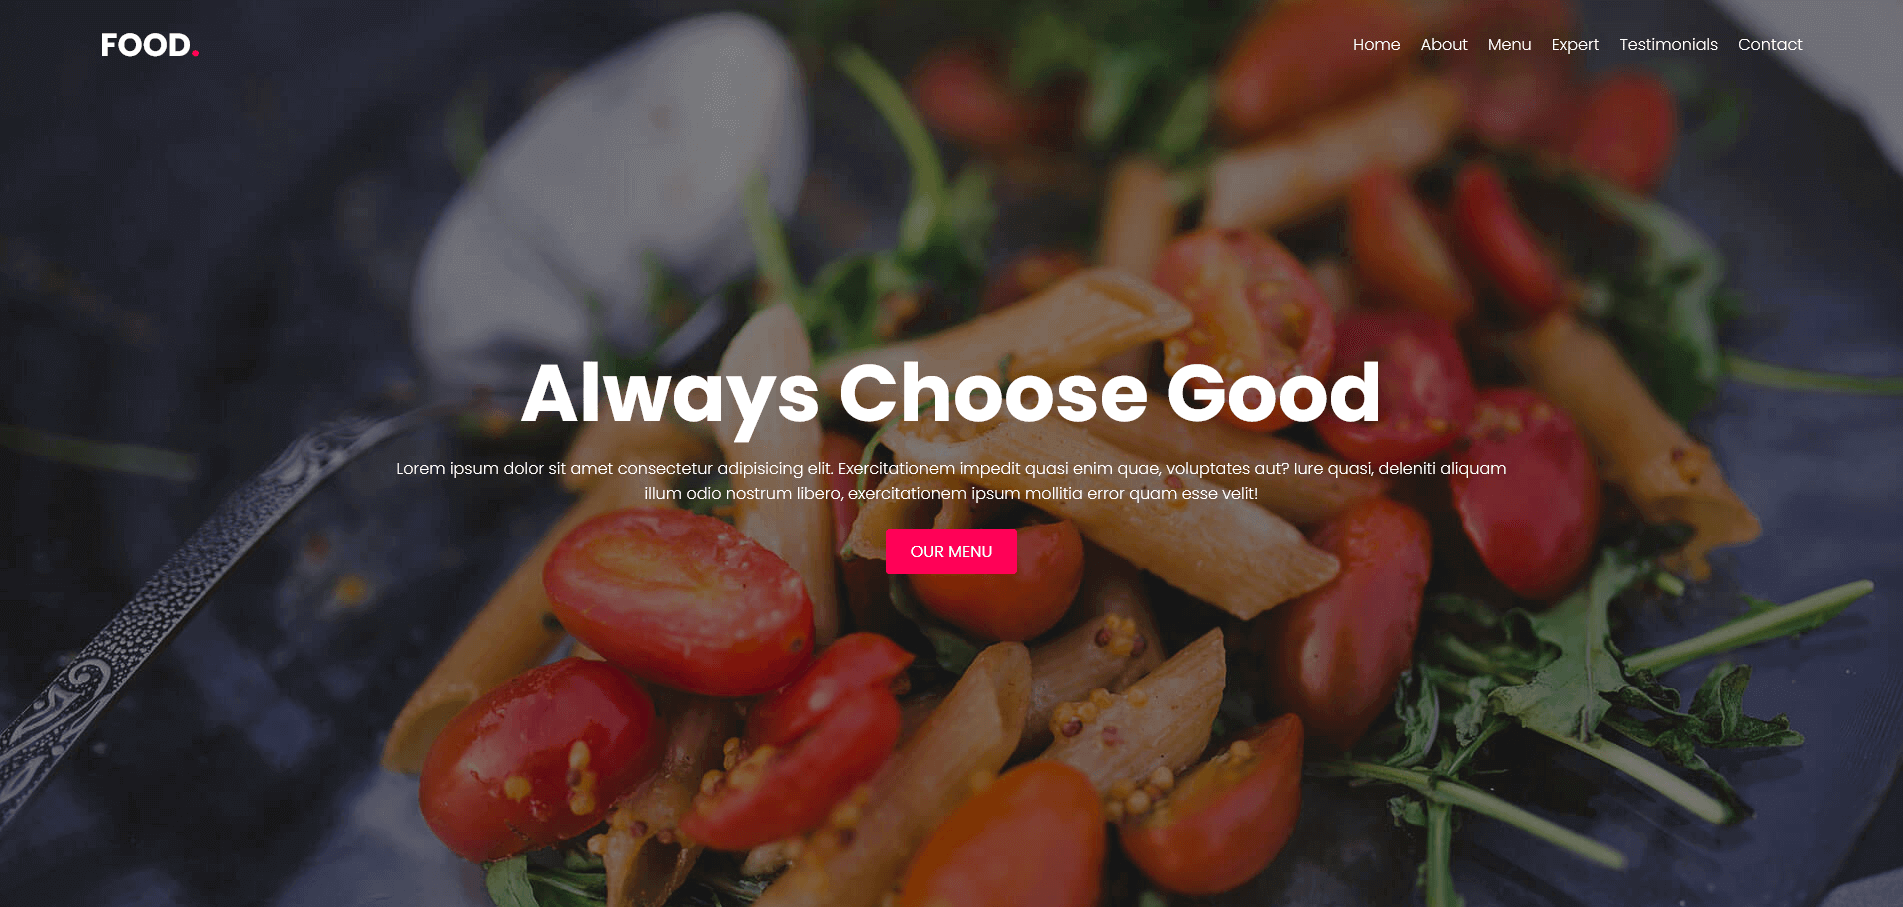 FOOD.
Home About Menu Expert Testimonials Contact
Always Choose Good
Lorem ipsum dolor sit amet consectetur adipisicing elit. Exercitationem impedit quasi enim quae, voluptates aut? Iure quasi, deleniti aliquam
illum odio nostrum libero, exercitationem ipsum mollitia error quam esse velit!
OUR MENU